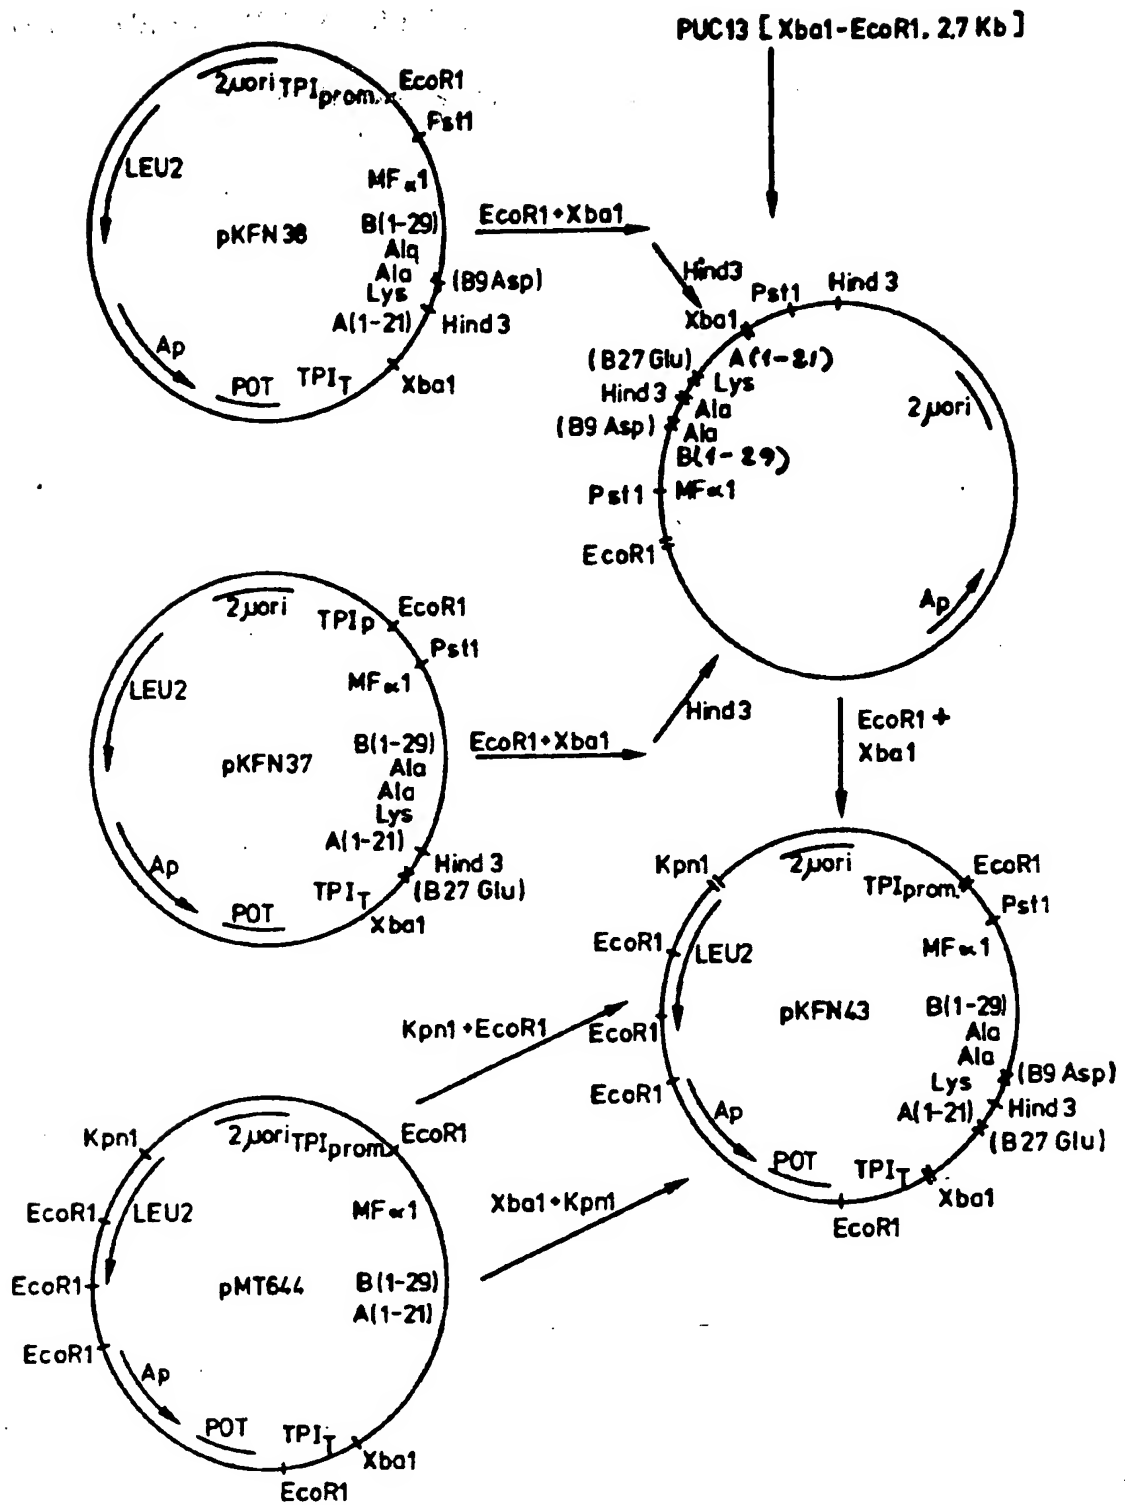 PUC13 [Xba1-EcoR1, 2,7 Kb]
2µori
TPIprom.
EcoR1
Pst1
LEU2
MFα1
pKFN38
B(1-29)
Ala
Ala
Lys
(B9 Asp)
A(1-21)
Hind3
Ap
POT
TPIT
Xba1
EcoR1+Xba1
Hind3
Xba1
Pst1
Hind 3
(B27 Glu)
A(1-21)
Lys
Hind 3
Ala
(B9 Asp)
Ala
B(1-29)
Pst1
MFα1
EcoR1
2µori
Ap
2µori
TPIp
EcoR1
Pst1
LEU2
MFα1
pKFN37
B(1-29)
Ala
Ala
Lys
A(1-21)
Hind 3
(B27 Glu)
Ap
POT
TPIT
Xba1
EcoR1+Xba1
Hind3
EcoR1 +
Xba1
Kpn1
2µori
TPIprom.
EcoR1
Pst1
EcoR1
LEU2
MFα1
pKFN43
B(1-29)
Ala
Ala
EcoR1
EcoR1
Lys
(B9 Asp)
A(1-21)
Hind 3
(B27 Glu)
Ap
POT
TPIT
Xba1
EcoR1
Kpn1+EcoR1
Xba1+Kpn1
Kpn1
2µori
TPIprom.
EcoR1
EcoR1
LEU2
MFα1
EcoR1
pMT644
B(1-29)
A(1-21)
EcoR1
Ap
POT
TPIT
Xba1
EcoR1